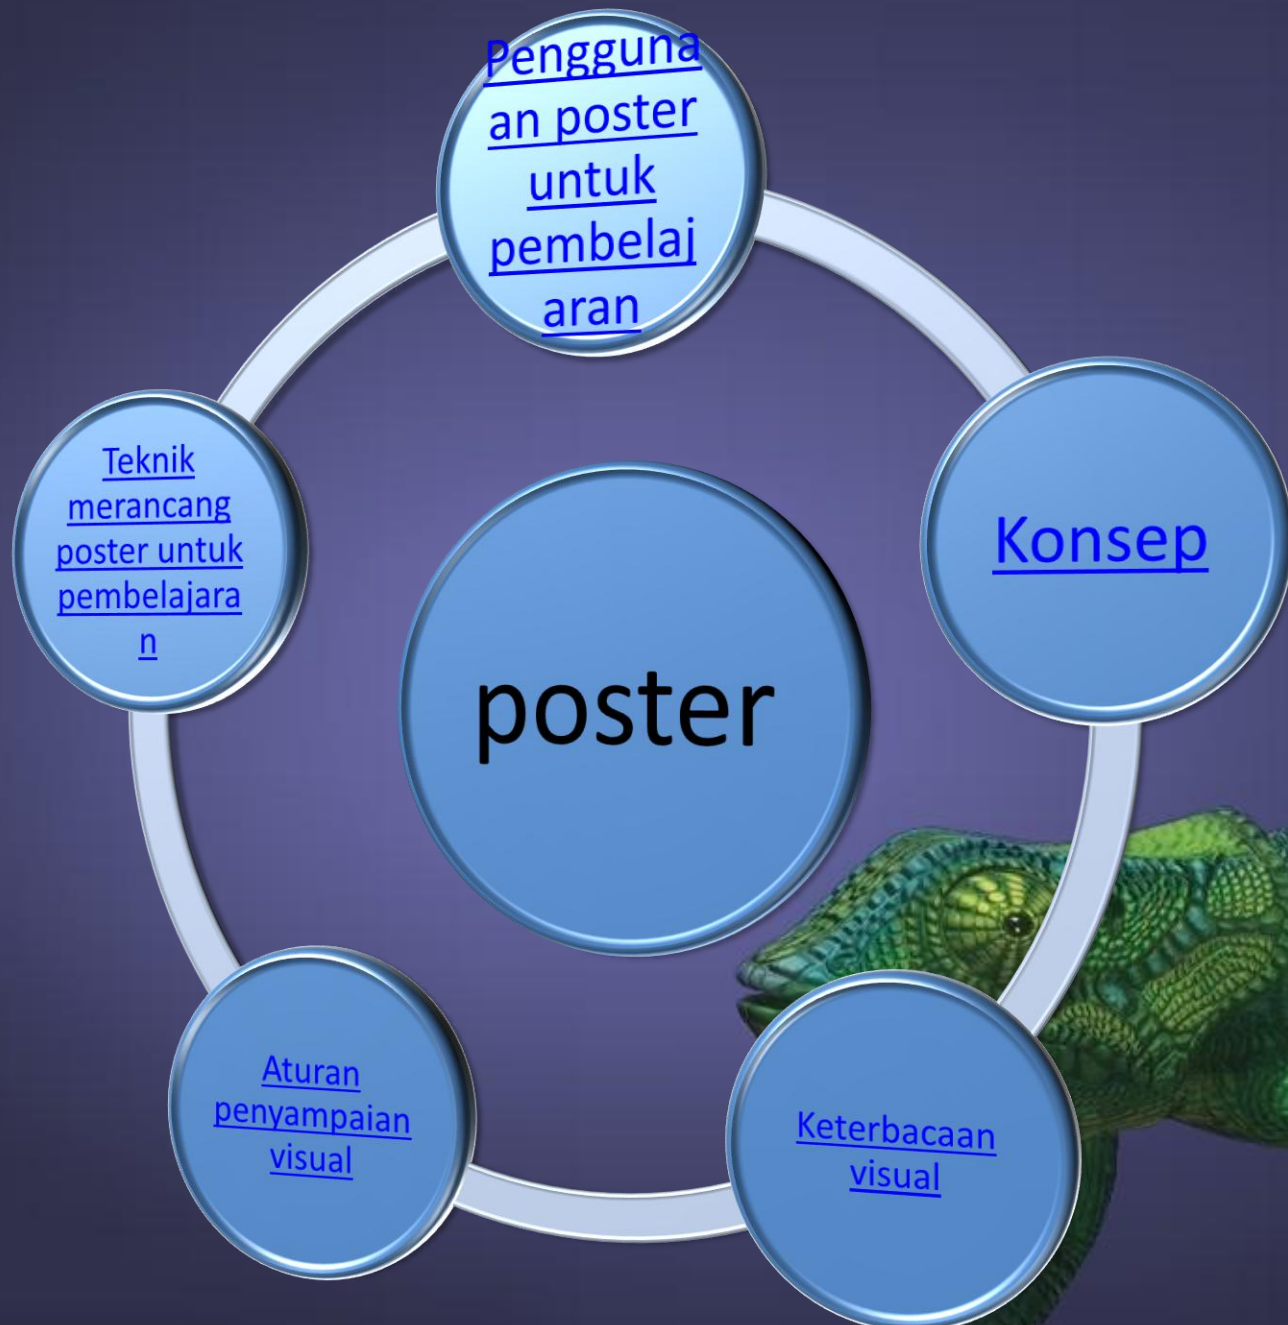 Pengguna
an poster
untuk
pembelaj
aran
Konsep
Teknik
merancang
poster untuk
pembelajara
n
poster
Aturan
penyampaian
visual
Keterbacaan
visual